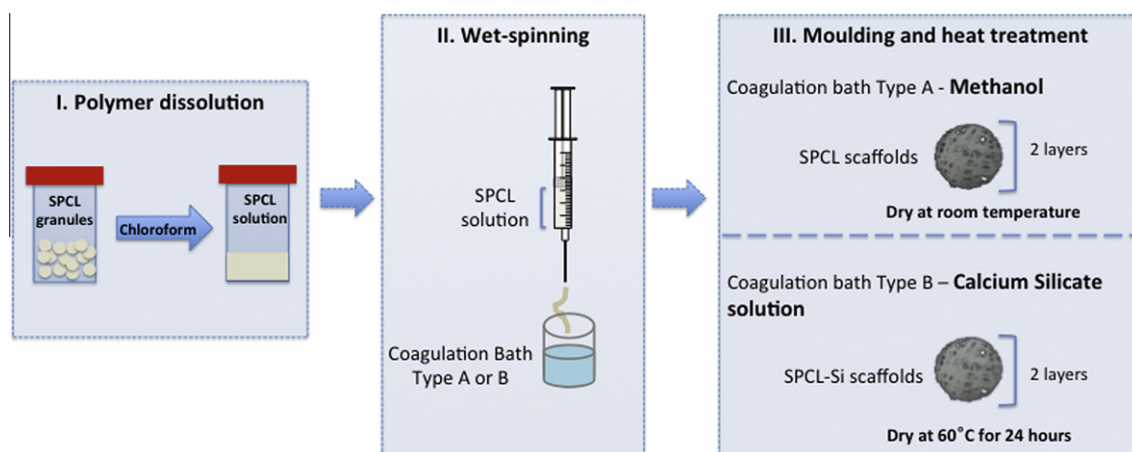 I. Polymer dissolution
SPCL
granules
Chloroform
SPCL
solution
II. Wet-spinning
SPCL
solution
Coagulation Bath
Type A or B
III. Moulding and heat treatment
Coagulation bath Type A - Methanol
SPCL scaffolds
2 layers
Dry at room temperature
Coagulation bath Type B – Calcium Silicate
solution
SPCL-Si scaffolds
2 layers
Dry at 60°C for 24 hours